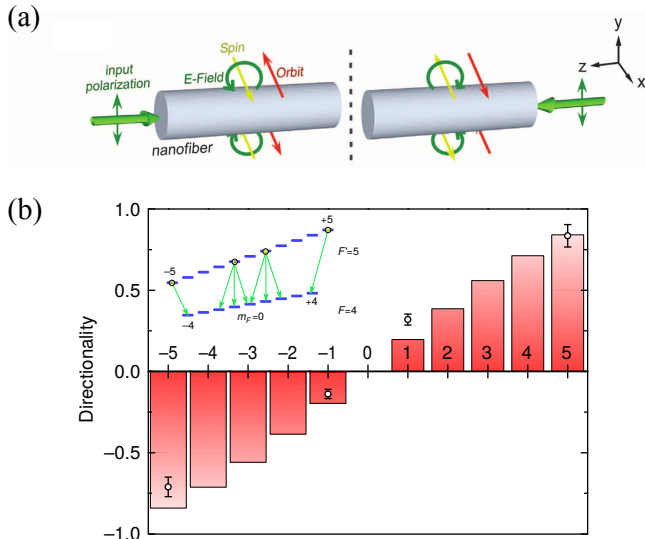 (a)
input
polarization
E-Field
Spin
Orbit
nanofiber
y
z
x
(b)
Directionality
1.0
0.5
0.0
−0.5
−1.0
−5
+5
F'=5
−4
m_F=0
+4
F=4
−5 −4 −3 −2 −1 0 1 2 3 4 5